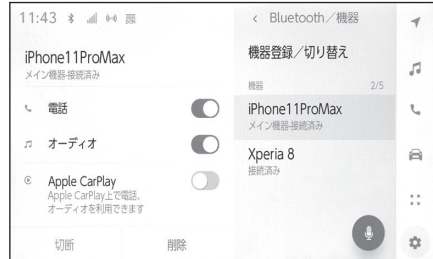 11:43
iPhone11ProMax
メイン機器-接続済み
電話
オーディオ
Apple CarPlay
Apple CarPlay上で電話、
オーディオを利用できます
切断 削除
Bluetooth／機器
機器登録／切り替え
機器 2/5
iPhone11ProMax
メイン機器-接続済み
Xperia 8
接続済み